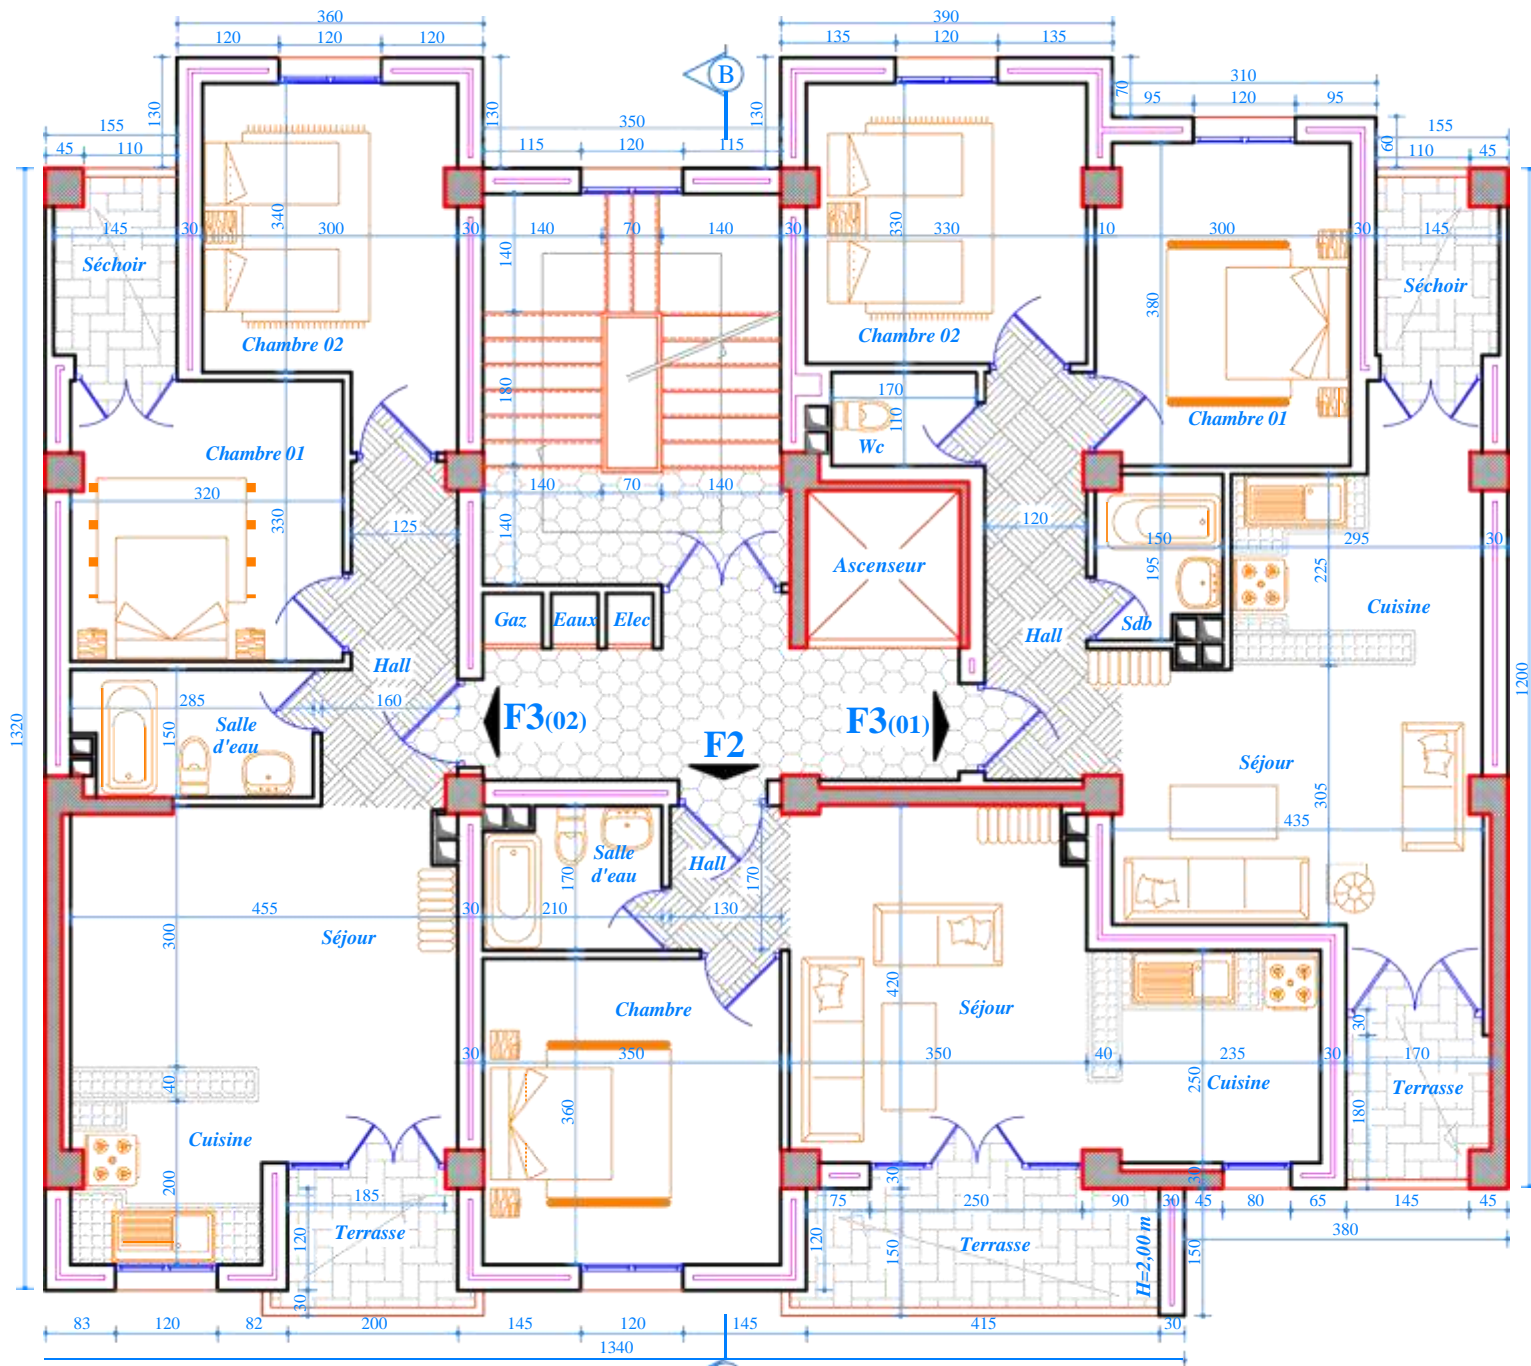 360
390
120 120 120
135 120 135
B
310
70
95 120 95
130
130
130
155
350
155
60
45 110
115 120 115
110 45
340
140
330
145 30 300 30 140 70 140 30 330 10 300 30 145
Séchoir
Séchoir
380
Chambre 02
Chambre 02
180
170
110
Chambre 01
Wc
Chambre 01
320
330
140 70 140
125
140
120
150
295 30
195
225
Ascenseur
Gaz
Eaux
Elec
Cuisine
Sdb
Hall
Hall
1320
1200
285
160
150
Salle
d'eau
F3(02)
F3(01)
F2
Séjour
305
435
Salle
d'eau
Hall
170
170
455
30
210
130
300
Séjour
420
Chambre
Séjour
30
30
350
350
40
235
30
170
40
250
Cuisine
Terrasse
360
180
Cuisine
200
30
30
185
75 250 90 30 45 80 65 145 45
120
Terrasse
120
150
Terrasse
H=2,00 m
150
380
30
83 120 82 200 145 120 145 415 30
1340